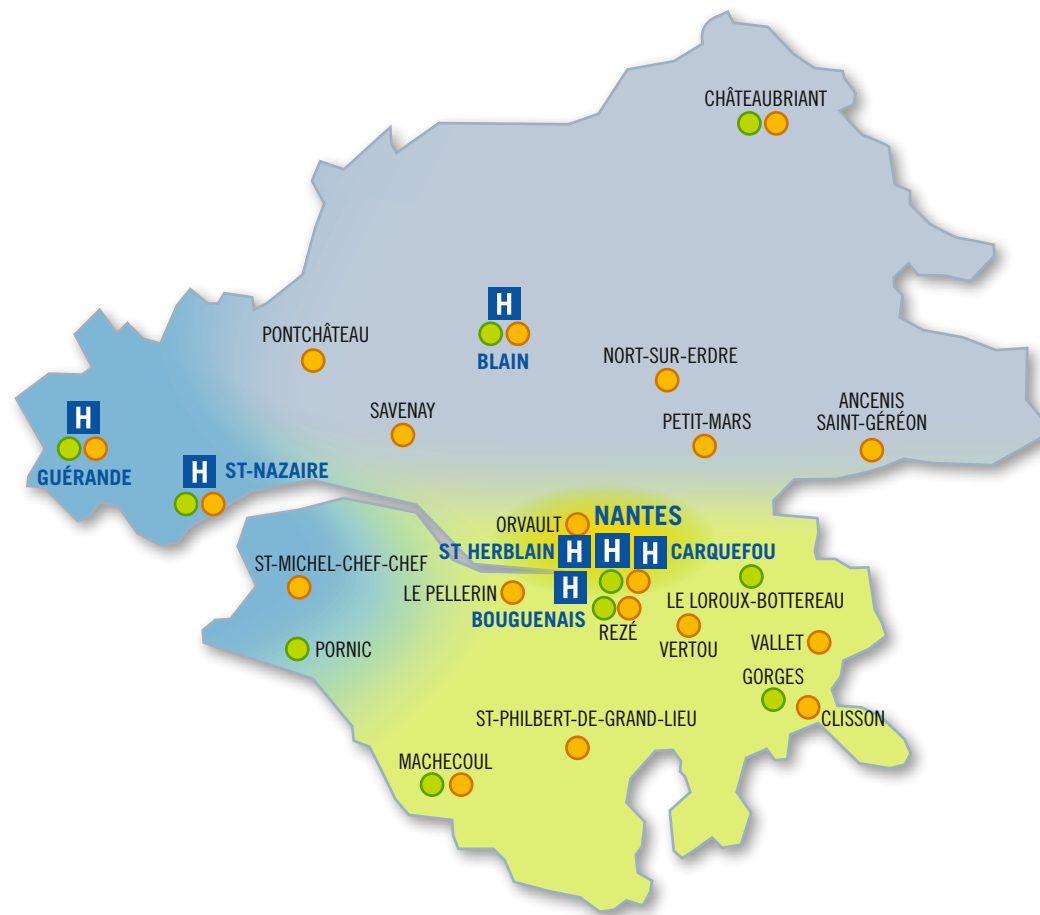 CHÂTEAUBRIANT
H
PONTCHÂTEAU
BLAIN
NORT-SUR-ERDRE
SAVENAY
PETIT-MARS
ANCENIS
SAINT-GÉRÉON
H
GUÉRANDE
H ST-NAZAIRE
ORVAULT NANTES
ST HERBLAIN H H H CARQUEFOU
ST-MICHEL-CHEF-CHEF
LE PELLERIN H
LE LOROUX-BOTTEREAU
BOUGUENAIS
REZÉ
VERTOU
VALLET
PORNIC
GORGES
CLISSON
ST-PHILBERT-DE-GRAND-LIEU
MACHECOUL